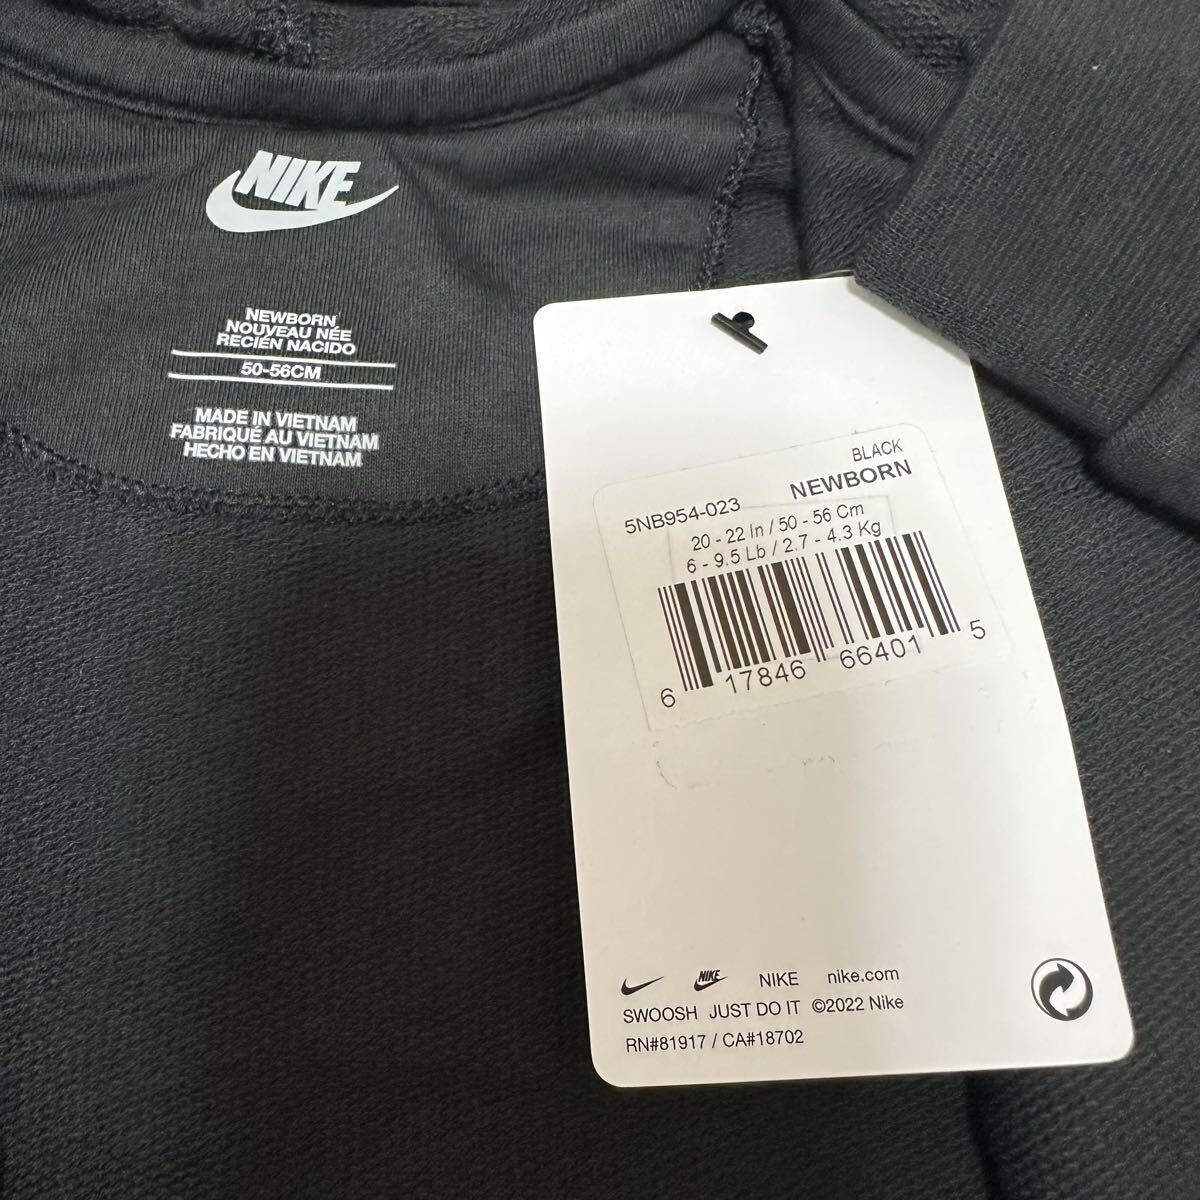 NIKE
NEWBORN
NOUVEAU NÉE
RECIÉN NACIDO
50-56CM
MADE IN VIETNAM
FABRIQUÉ AU VIETNAM
HECHO EN VIETNAM
BLACK
5NB954-023 NEWBORN
20 - 22 In / 50 - 56 Cm
6 - 9.5 Lb / 2.7 - 4.3 Kg
6 17846 66401 5
NIKE NIKE nike.com
SWOOSH JUST DO IT ©2022 Nike
RN#81917 / CA#18702